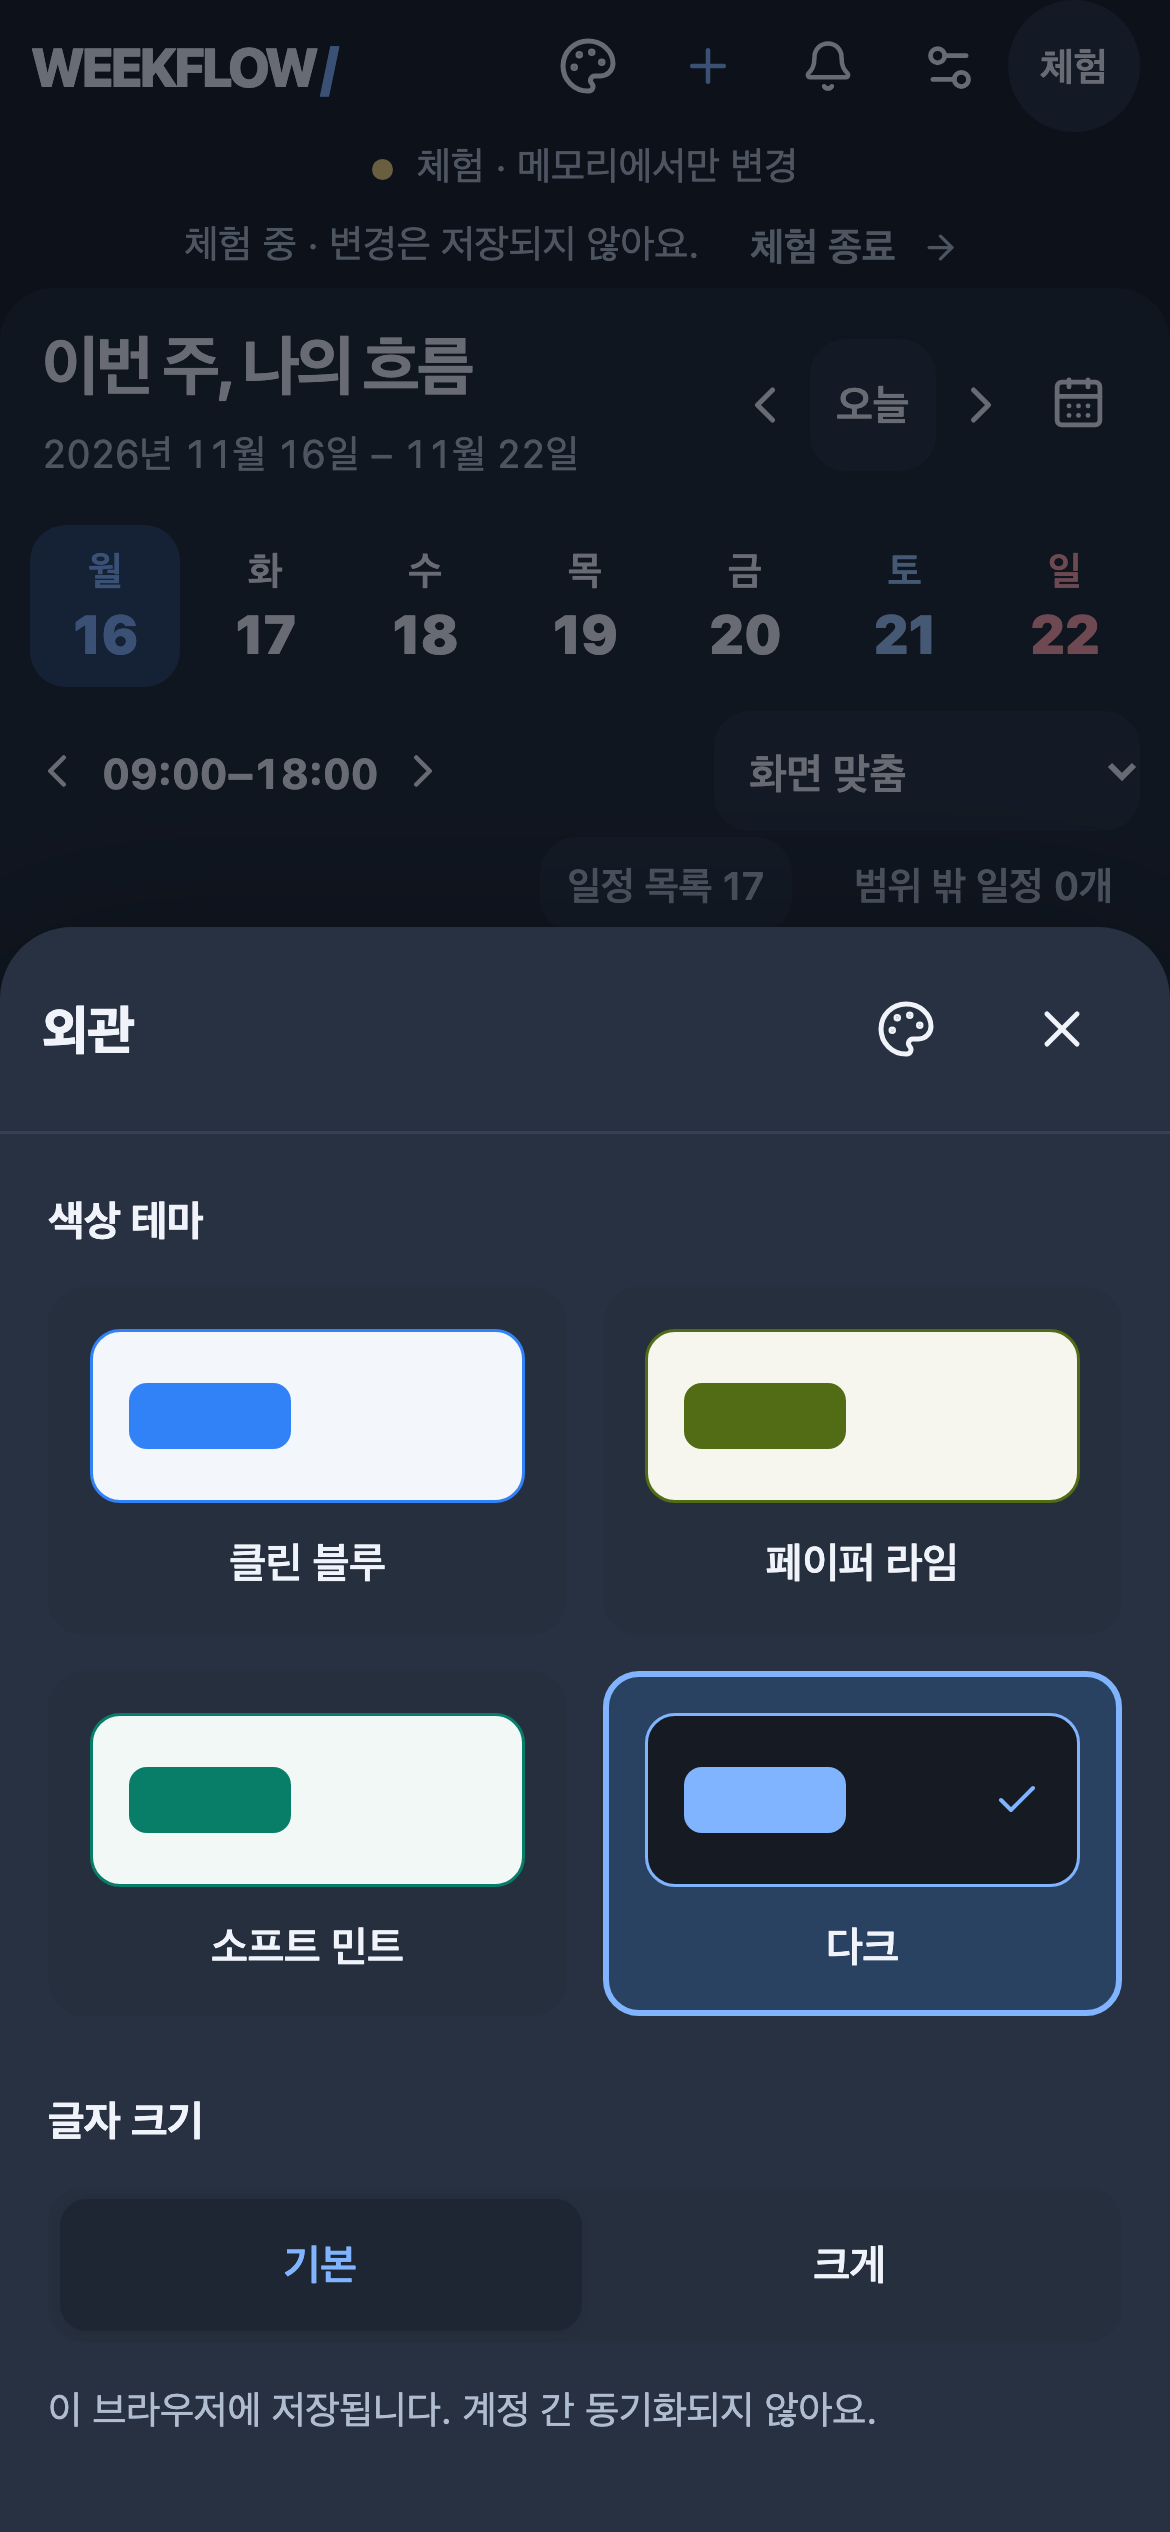 WEEKFLOW/
체험
체험 · 메모리에서만 변경
체험 중 · 변경은 저장되지 않아요. 체험 종료 →
이번 주, 나의 흐름
오늘
2026년 11월 16일 – 11월 22일
월 화 수 목 금 토 일
16 17 18 19 20 21 22
09:00–18:00
화면 맞춤
일정 목록 17 범위 밖 일정 0개
외관
색상 테마
클린 블루 페이퍼 라임
소프트 민트 다크
글자 크기
기본 크게
이 브라우저에 저장됩니다. 계정 간 동기화되지 않아요.